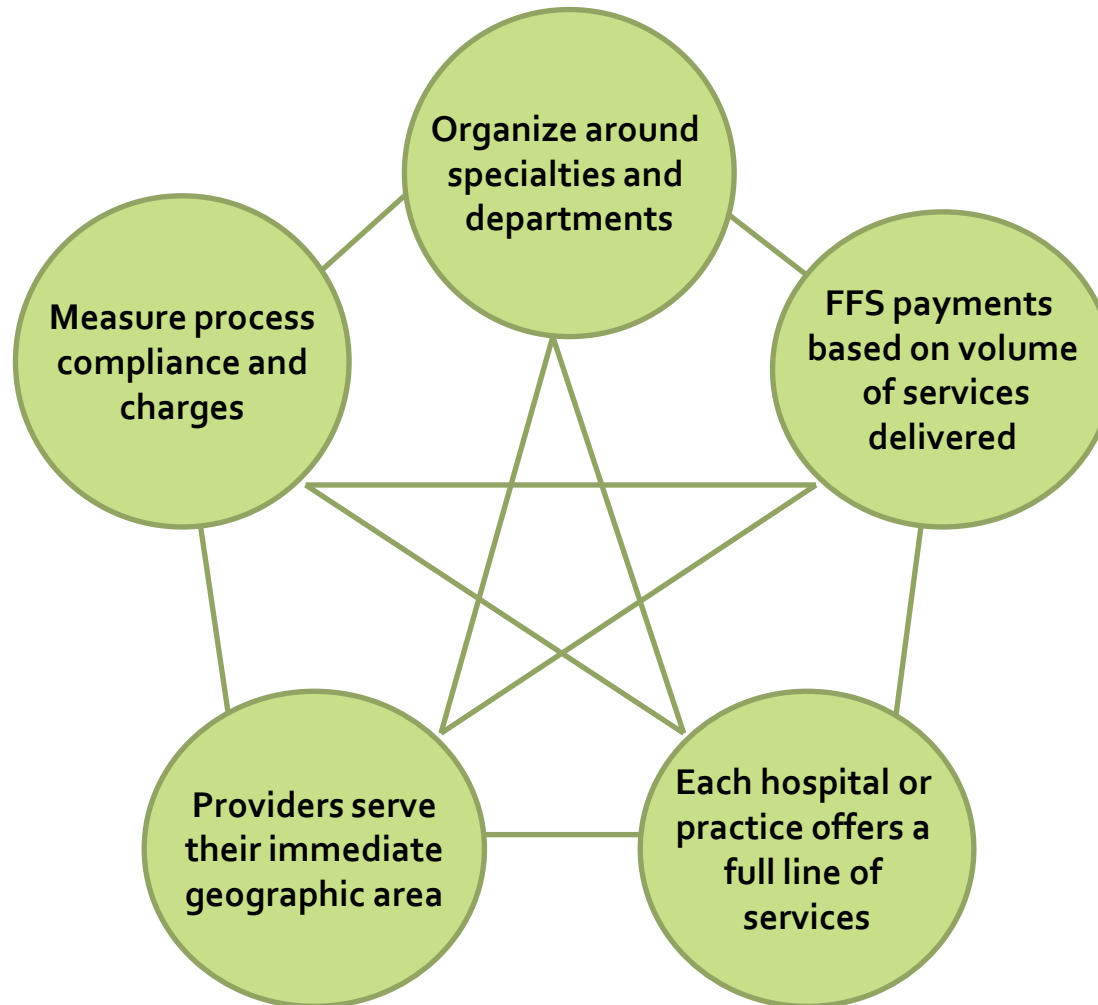 Organize around
specialties and
departments
Measure process
compliance and
charges
FFS payments
based on volume
of services
delivered
Providers serve
their immediate
geographic area
Each hospital or
practice offers a
full line of
services